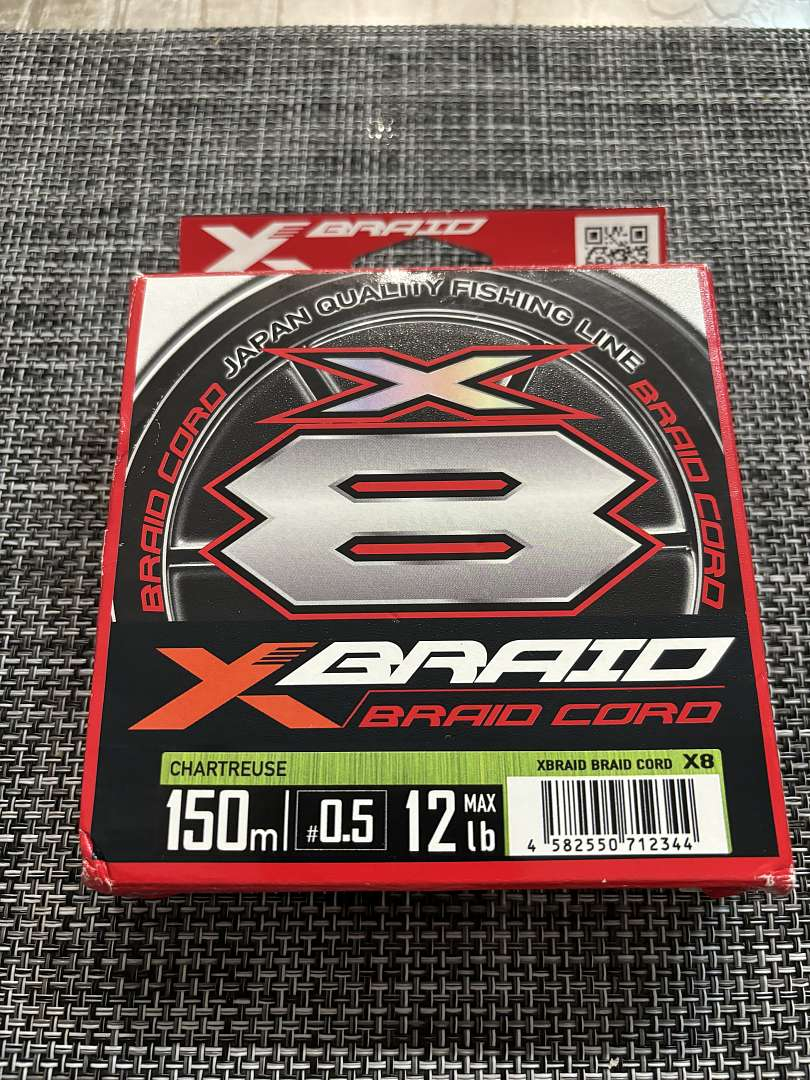 XBRAID
JAPAN QUALITY FISHING LINE
BRAID CORD
BRAID CORD
X
8
XBRAID
BRAID CORD
CHARTREUSE
XBRAID BRAID CORD X8
150m #0.5 12 MAX lb
4 582550 712344